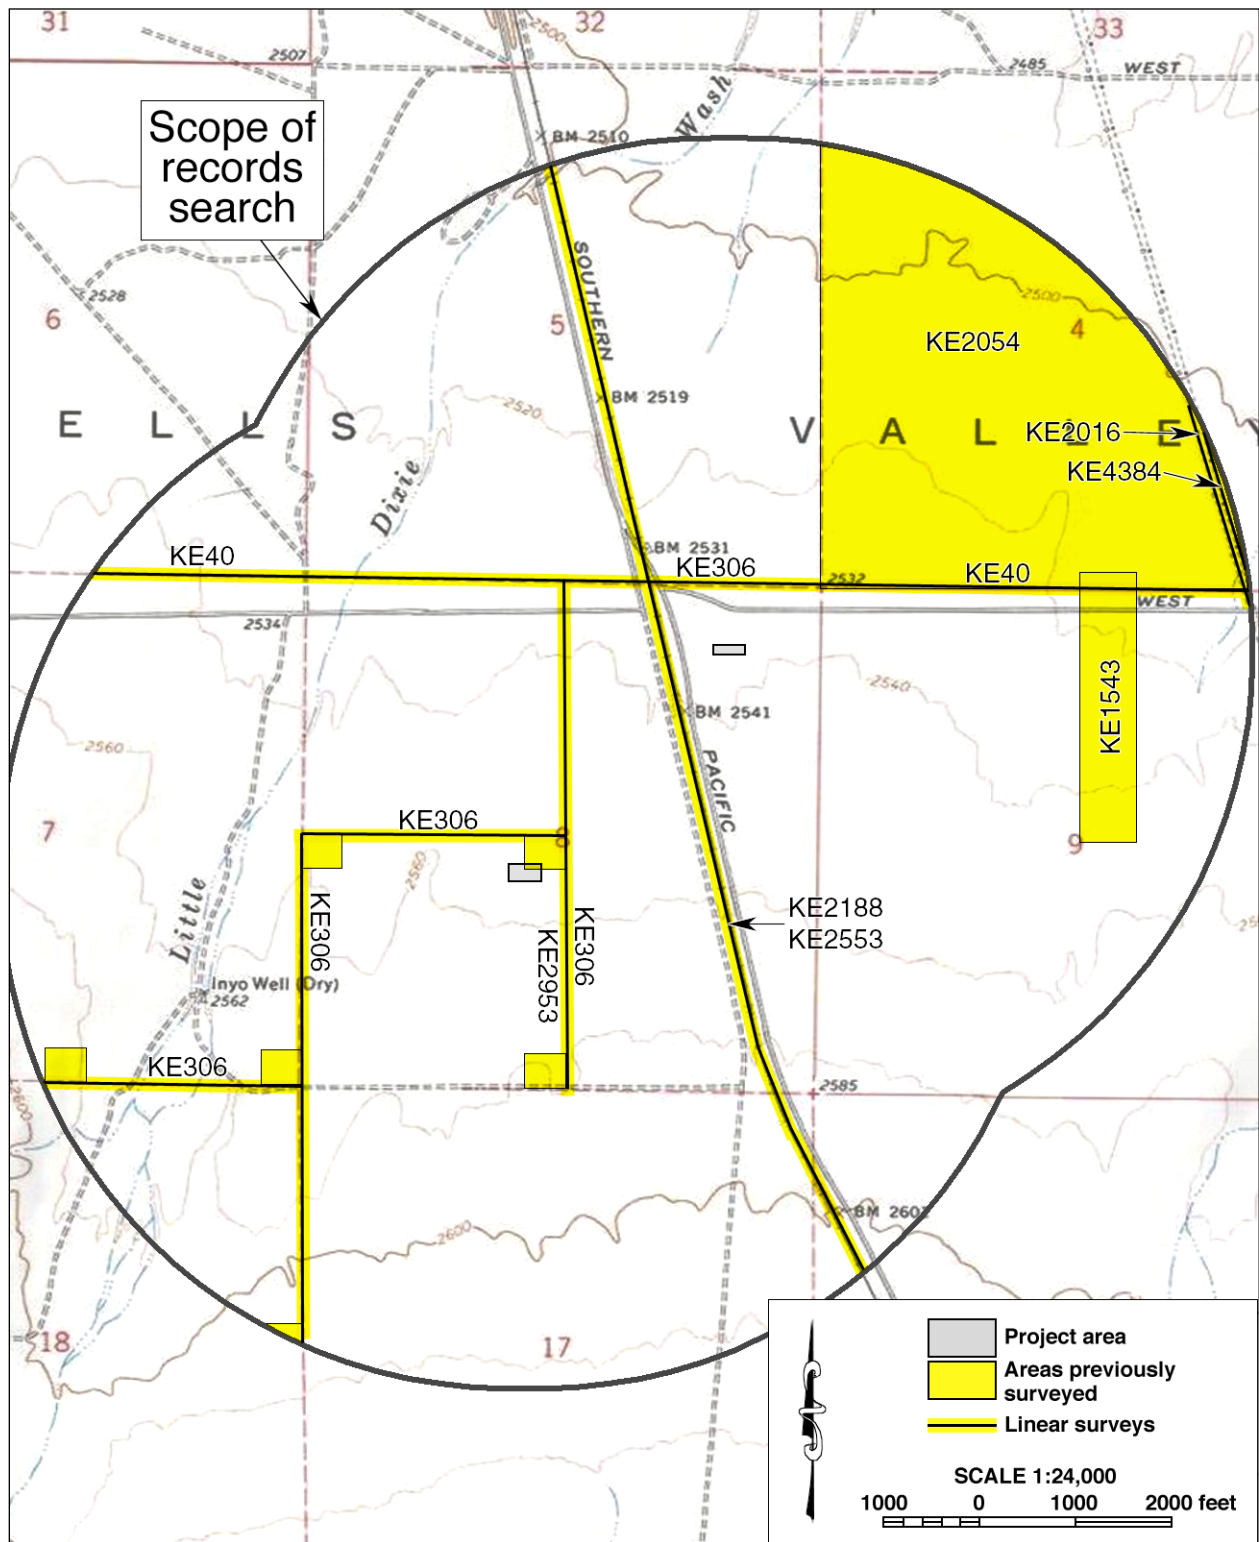 31
32
33
2500
2507
2485
WEST
Wash
BM 2510
Scope of
records
search
SOUTHERN
2528
6
5
4
2500
KE2054
2520
BM 2519
E L L S
V A L L E
KE2016
KE4384
Dixie
BM 2531
KE40
KE306
2532
KE40
WEST
2534
2540
BM 2541
KE1543
2560
PACIFIC
7
KE306
8
9
2560
Little
KE306
KE306
KE2953
KE2188
KE2553
Inyo Well (Dry)
2562
KE306
2585
2600
BM 2602
2600
18
17
Project area
Areas previously
surveyed
Linear surveys
SCALE 1:24,000
1000 0 1000 2000 feet